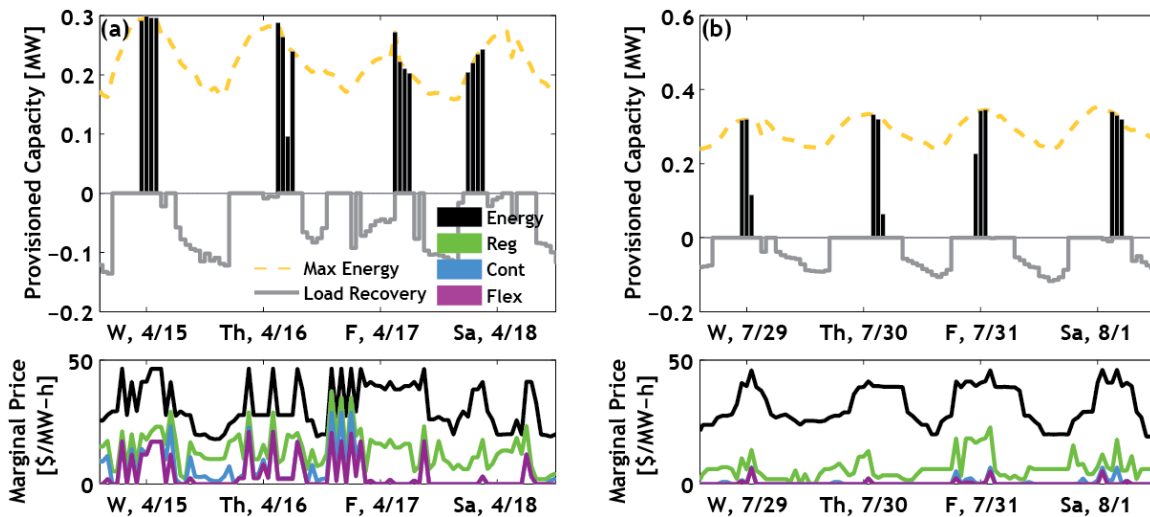 (a)
Provisioned Capacity [MW]
0.3
0.2
0.1
0
−0.1
−0.2
Max Energy
Load Recovery
Energy
Reg
Cont
Flex
W, 4/15
Th, 4/16
F, 4/17
Sa, 4/18
Marginal Price
[$/MW-h]
50
0
W, 4/15
Th, 4/16
F, 4/17
Sa, 4/18
(b)
Provisioned Capacity [MW]
0.6
0.4
0.2
0
−0.2
W, 7/29
Th, 7/30
F, 7/31
Sa, 8/1
Marginal Price
[$/MW-h]
50
0
W, 7/29
Th, 7/30
F, 7/31
Sa, 8/1